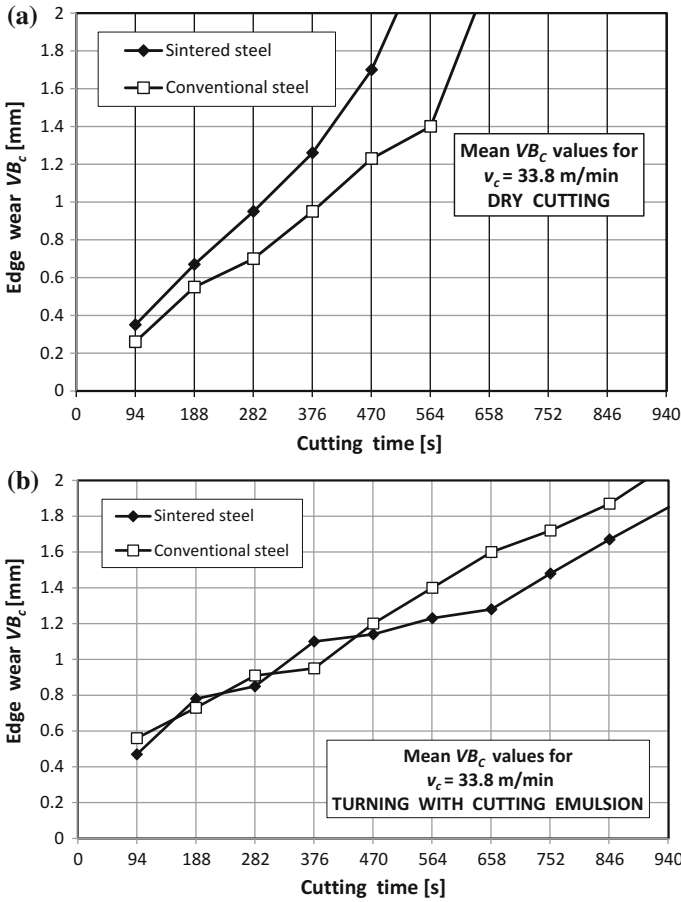 (a)
Edge wear VBc [mm]
2
1.8
1.6
1.4
1.2
1
0.8
0.6
0.4
0.2
0
Sintered steel
Conventional steel
Mean VBC values for
vc = 33.8 m/min
DRY CUTTING
0 94 188 282 376 470 564 658 752 846 940
Cutting time [s]
(b)
Edge wear VBc [mm]
2
1.8
1.6
1.4
1.2
1
0.8
0.6
0.4
0.2
0
Sintered steel
Conventional steel
Mean VBC values for
vc = 33.8 m/min
TURNING WITH CUTTING EMULSION
0 94 188 282 376 470 564 658 752 846 940
Cutting time [s]